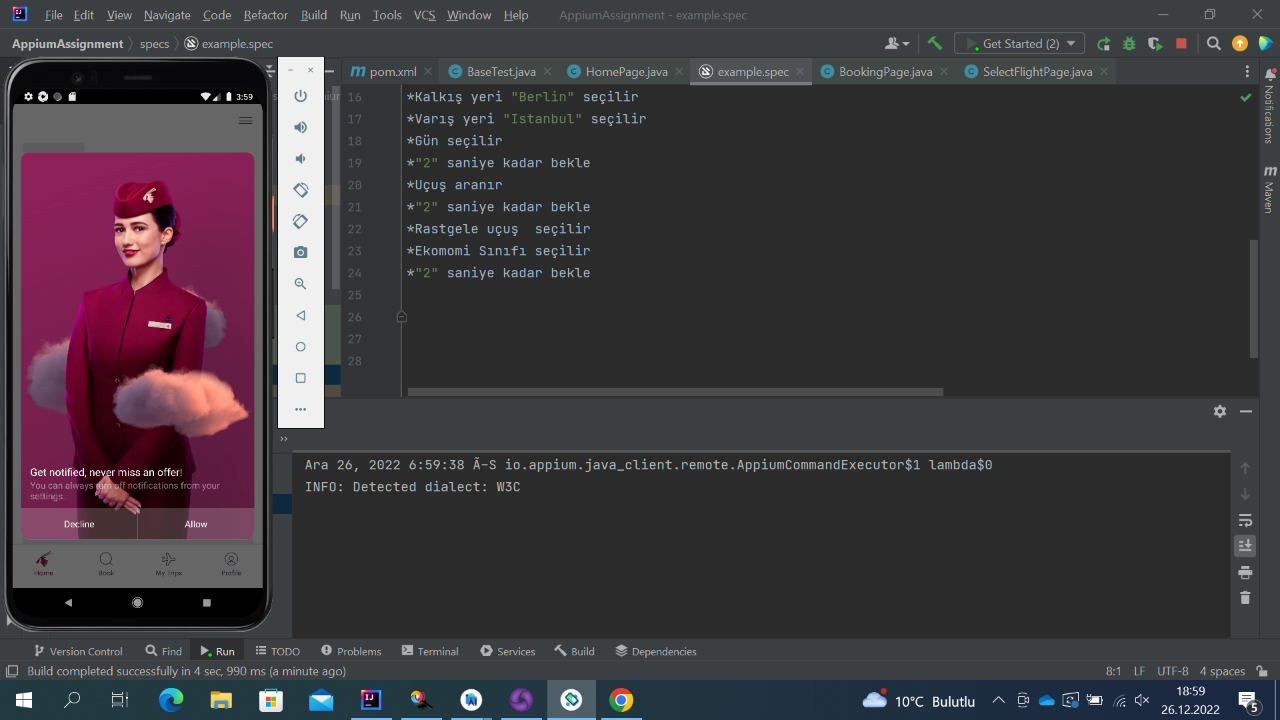 File Edit View Navigate Code Refactor Build Run Tools VCS Window Help AppiumAssignment - example.spec
AppiumAssignment specs example.spec
Get Started (2)
pom.xml BaseTest.java HomePage.java example.spec BookingPage.java SelectFlightPage.java
16 *Kalkış yeri "Berlin" seçilir
17 *Varış yeri "Istanbul" seçilir
18 *Gün seçilir
19 *"2" saniye kadar bekle
20 *Uçuş aranır
21 *"2" saniye kadar bekle
22 *Rastgele uçuş  seçilir
23 *Ekomomi Sınıfı seçilir
24 *"2" saniye kadar bekle
25
26
27
28
Notifications
Maven
3:59
Get notified, never miss an offer!
You can always turn off notifications from your
settings.
Decline Allow
Home Book My Trips Profile
Ara 26, 2022 6:59:38 Ã-S io.appium.java_client.remote.AppiumCommandExecutor$1 lambda$0
INFO: Detected dialect: W3C
Version Control Find Run TODO Problems Terminal Services Build Dependencies
Build completed successfully in 4 sec, 990 ms (a minute ago) 8:1 LF UTF-8 4 spaces
10°C Bulutlu
18:59
26.12.2022
5